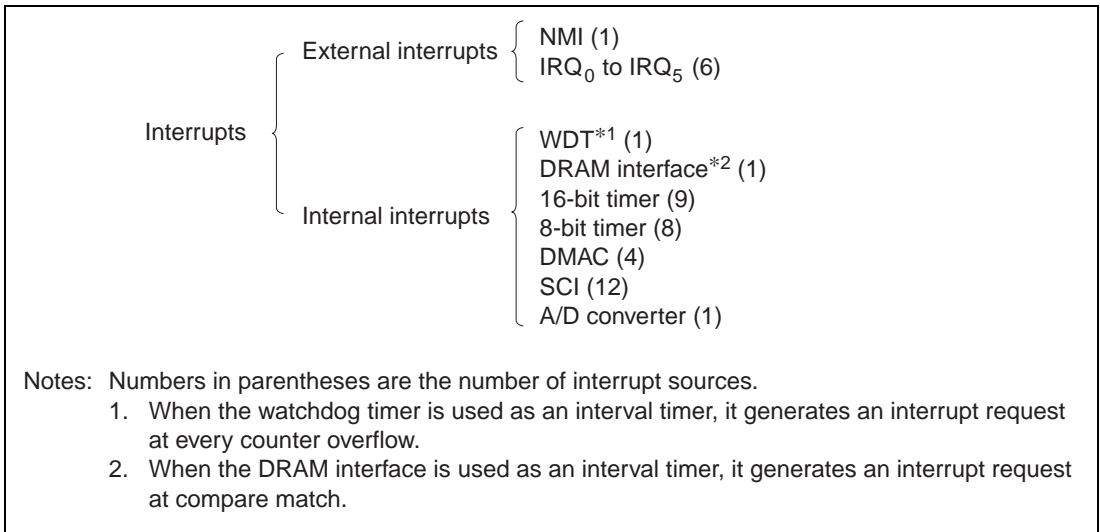 Interrupts
External interrupts
NMI (1)
IRQ₀ to IRQ₅ (6)
Internal interrupts
WDT*¹ (1)
DRAM interface*² (1)
16-bit timer (9)
8-bit timer (8)
DMAC (4)
SCI (12)
A/D converter (1)
Notes: Numbers in parentheses are the number of interrupt sources.
1. When the watchdog timer is used as an interval timer, it generates an interrupt request
at every counter overflow.
2. When the DRAM interface is used as an interval timer, it generates an interrupt request
at compare match.